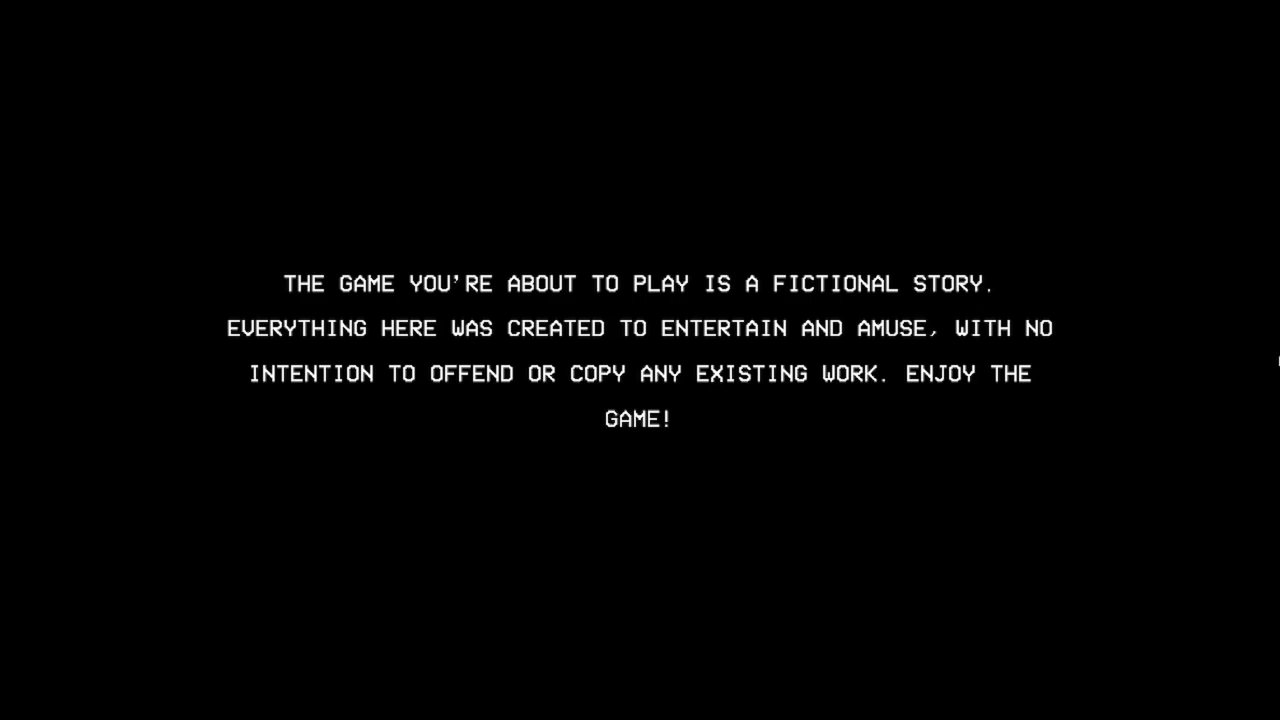 THE GAME YOU'RE ABOUT TO PLAY IS A FICTIONAL STORY.
EVERYTHING HERE WAS CREATED TO ENTERTAIN AND AMUSE, WITH NO
INTENTION TO OFFEND OR COPY ANY EXISTING WORK. ENJOY THE
GAME!